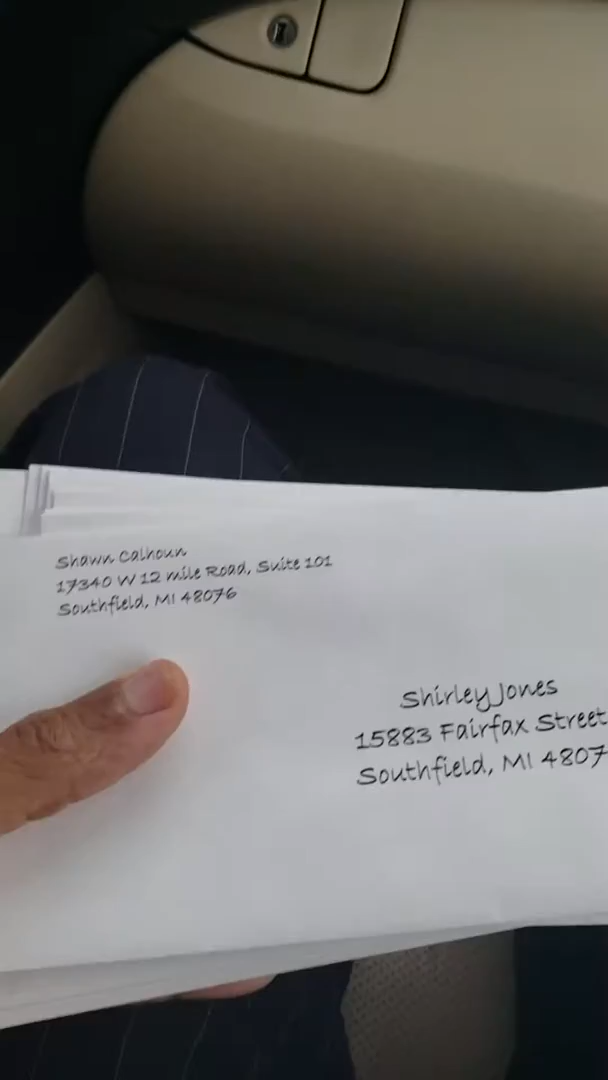 Shawn Calhoun
17340 W 12 mile Road, Suite 101
Southfield, MI 48076
Shirley Jones
15883 Fairfax Street
Southfield, MI 4807